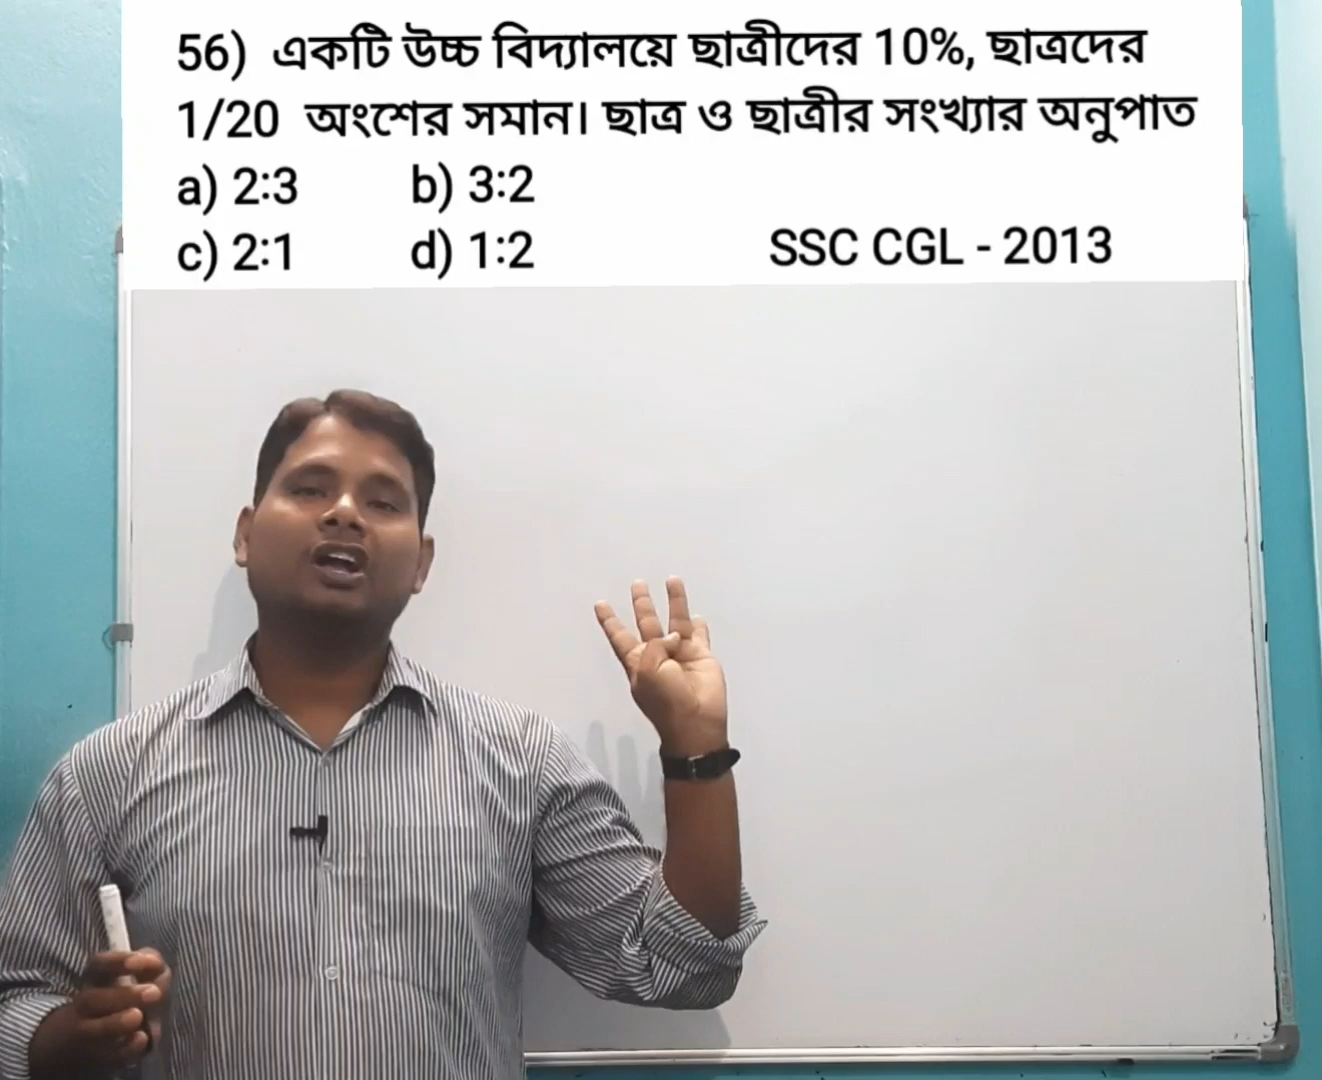 56) একটি উচ্চ বিদ্যালয়ে ছাত্রীদের 10%, ছাত্রদের
1/20 অংশের সমান। ছাত্র ও ছাত্রীর সংখ্যার অনুপাত
a) 2:3 b) 3:2
c) 2:1 d) 1:2 SSC CGL - 2013